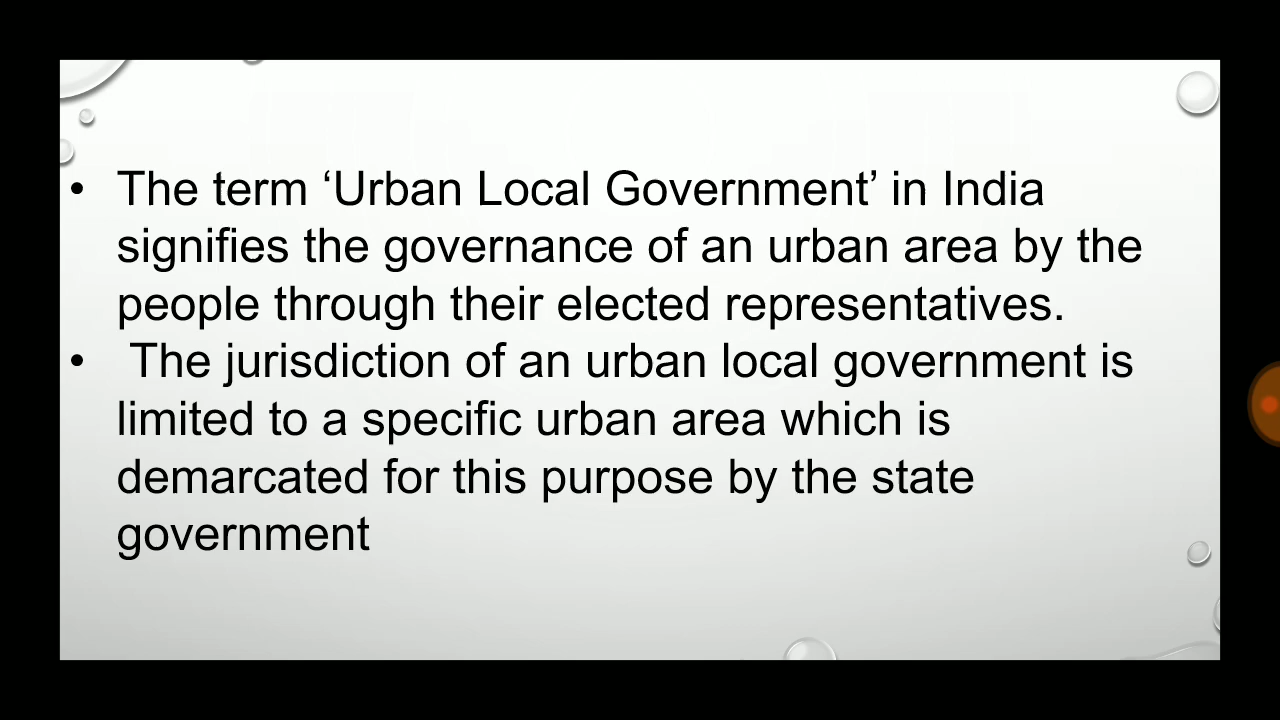 • The term ‘Urban Local Government’ in India
signifies the governance of an urban area by the
people through their elected representatives.
• The jurisdiction of an urban local government is
limited to a specific urban area which is
demarcated for this purpose by the state
government